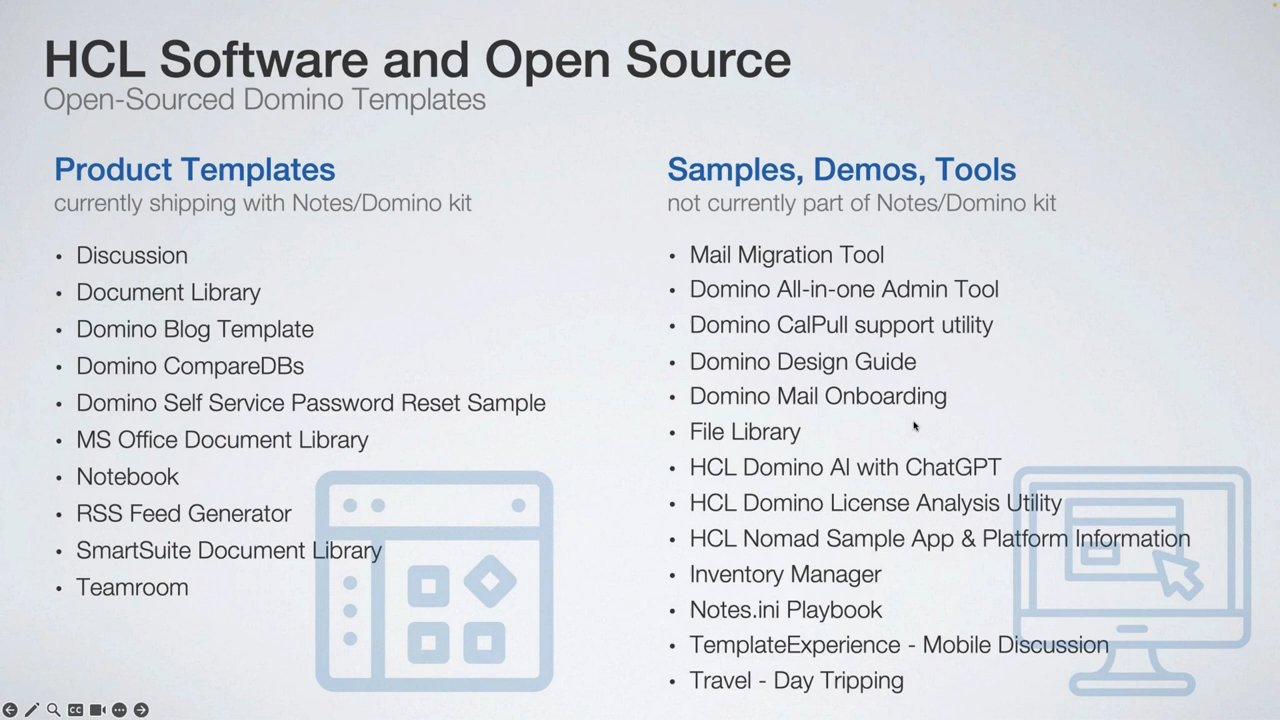 HCL Software and Open Source
Open-Sourced Domino Templates
Product Templates
currently shipping with Notes/Domino kit
• Discussion
• Document Library
• Domino Blog Template
• Domino CompareDBs
• Domino Self Service Password Reset Sample
• MS Office Document Library
• Notebook
• RSS Feed Generator
• SmartSuite Document Library
• Teamroom
Samples, Demos, Tools
not currently part of Notes/Domino kit
• Mail Migration Tool
• Domino All-in-one Admin Tool
• Domino CalPull support utility
• Domino Design Guide
• Domino Mail Onboarding
• File Library
• HCL Domino AI with ChatGPT
• HCL Domino License Analysis Utility
• HCL Nomad Sample App & Platform Information
• Inventory Manager
• Notes.ini Playbook
• TemplateExperience - Mobile Discussion
• Travel - Day Tripping
CC